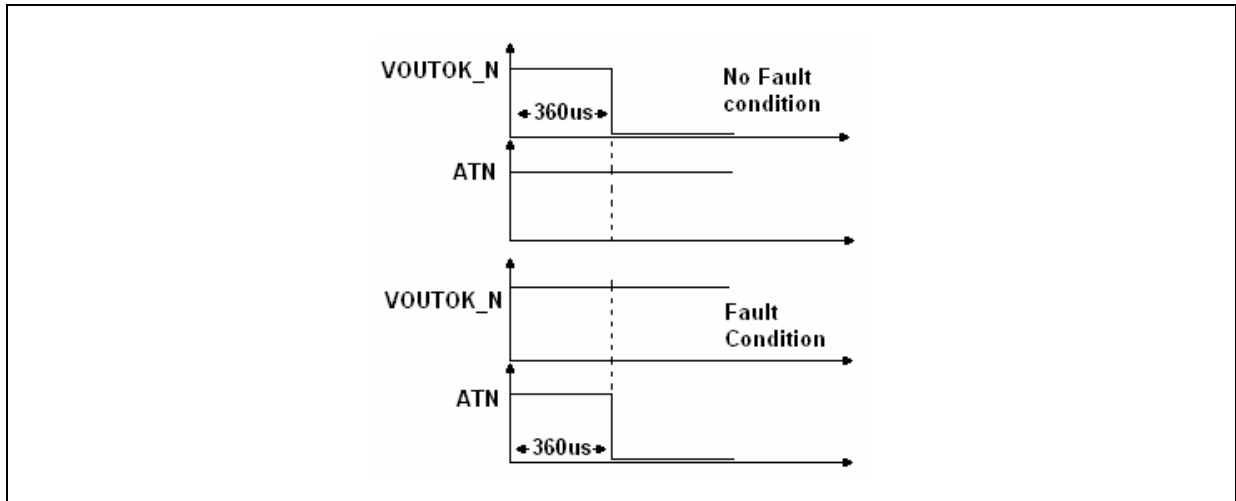 VOUTOK_N
No Fault
condition
360us
ATN
VOUTOK_N
Fault
Condition
ATN
360us